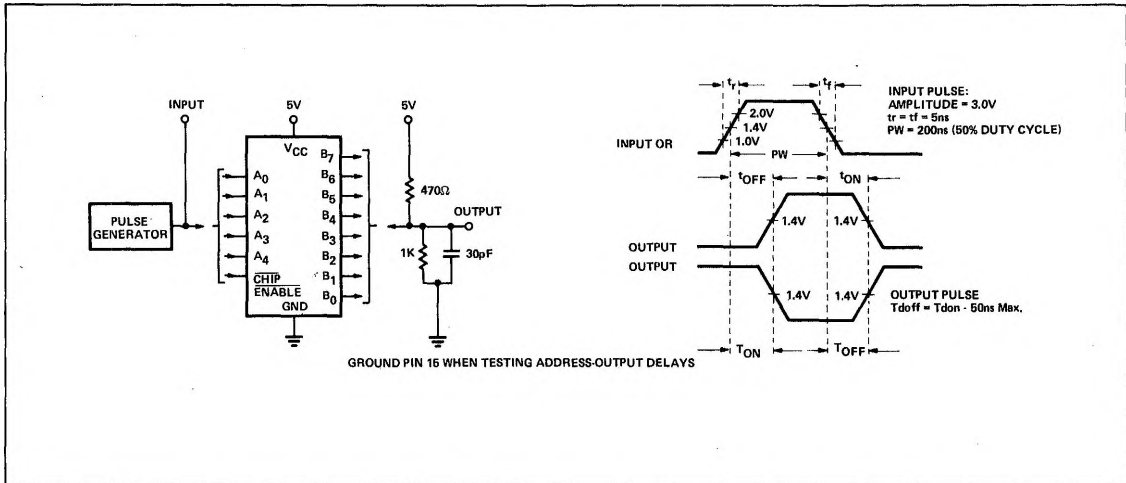 INPUT
5V
5V
VCC
A0
A1
A2
A3
A4
CHIP
ENABLE
GND
B7
B6
B5
B4
B3
B2
B1
B0
PULSE
GENERATOR
470Ω
OUTPUT
1K
30pF
GROUND PIN 16 WHEN TESTING ADDRESS-OUTPUT DELAYS
tr
tf
INPUT PULSE:
AMPLITUDE = 3.0V
tr = tf = 5ns
PW = 200ns (50% DUTY CYCLE)
2.0V
1.4V
1.0V
INPUT OR
PW
tOFF
tON
1.4V
1.4V
OUTPUT
OUTPUT
1.4V
1.4V
OUTPUT PULSE
Tdoff = Tdon - 50ns Max.
TON
TOFF